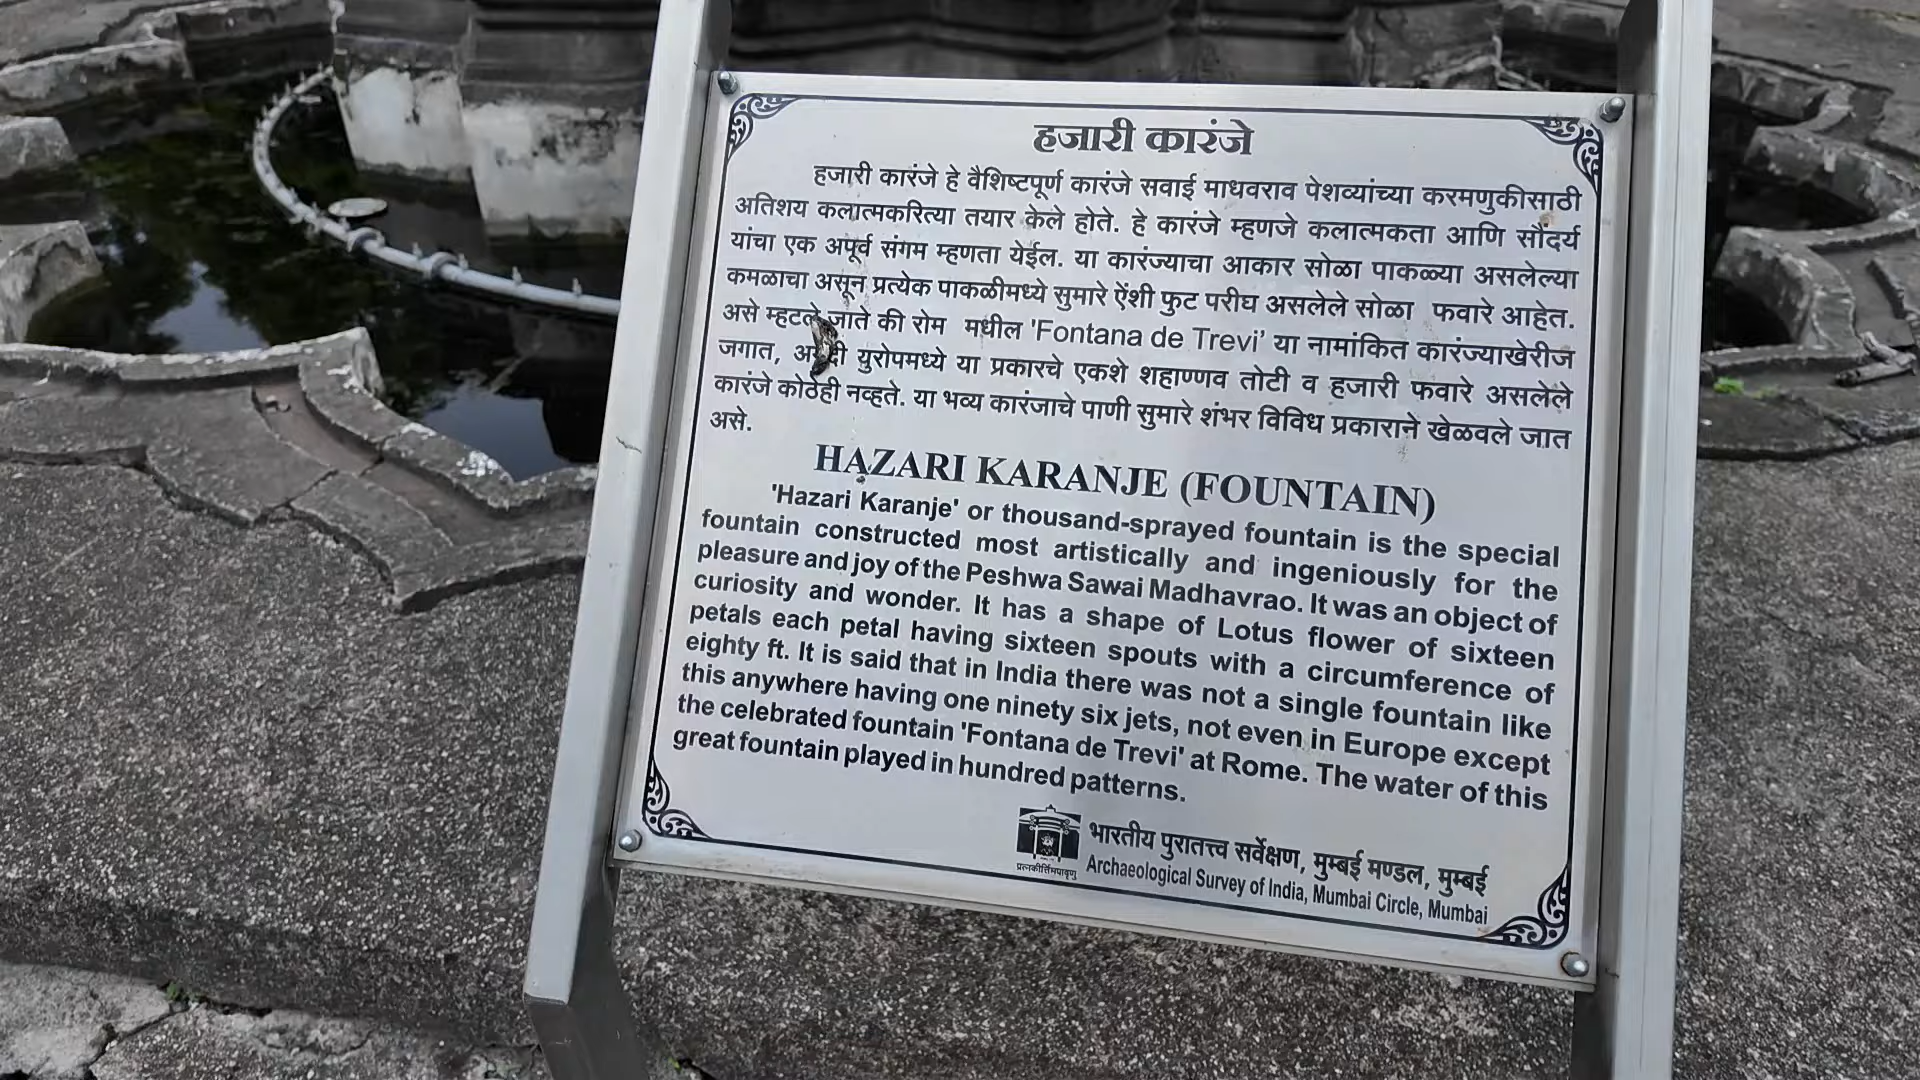 हजारी कारंजे
हजारी कारंजे हे वैशिष्टपूर्ण कारंजे सवाई माधवराव पेशव्यांच्या करमणुकीसाठी
अतिशय कलात्मकरित्या तयार केले होते. हे कारंजे म्हणजे कलात्मकता आणि सौंदर्य
यांचा एक अपूर्व संगम म्हणता येईल. या कारंज्याचा आकार सोळा पाकळ्या असलेल्या
कमळाचा असून प्रत्येक पाकळीमध्ये सुमारे ऐंशी फुट परीघ असलेले सोळा फवारे आहेत.
असे म्हटले जाते की रोम मधील 'Fontana de Trevi' या नामांकित कारंज्याखेरीज
जगात, युरोपमध्ये या प्रकारचे एकशे शहाण्णव तोटी व हजारी फवारे असलेले
कारंजे कोठेही नव्हते. या भव्य कारंजाचे पाणी सुमारे शंभर विविध प्रकाराने खेळवले जात
असे.
HAZARI KARANJE (FOUNTAIN)
'Hazari Karanje' or thousand-sprayed fountain is the special
fountain constructed most artistically and ingeniously for the
pleasure and joy of the Peshwa Sawai Madhavrao. It was an object of
curiosity and wonder. It has a shape of Lotus flower of sixteen
petals each petal having sixteen spouts with a circumference of
eighty ft. It is said that in India there was not a single fountain like
this anywhere having one ninety six jets, not even in Europe except
the celebrated fountain 'Fontana de Trevi' at Rome. The water of this
great fountain played in hundred patterns.
प्रत्नकीर्तिमपावृणु
भारतीय पुरातत्त्व सर्वेक्षण, मुम्बई मण्डल, मुम्बई
Archaeological Survey of India, Mumbai Circle, Mumbai